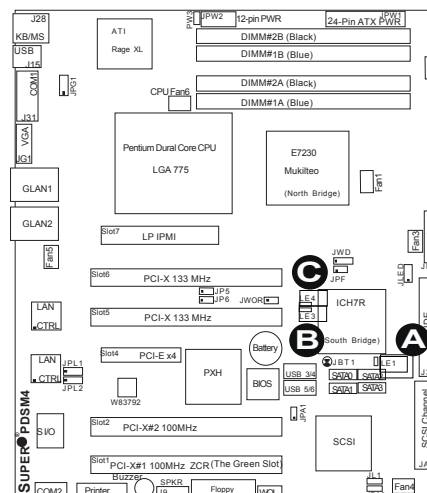 J28
KB/MS
USB
J15
COM1
J31
VGA
JG1
GLAN1
GLAN2
Fan5
JPG1
ATI
Rage XL
PW3
JPW2
12-pin PWR
JPW1
24-Pin ATX PWR
DIMM#2B (Black)
DIMM#1B (Blue)
DIMM#2A (Black)
DIMM#1A (Blue)
CPU Fan6
Pentium Dural Core CPU
LGA 775
E7230
Mukilteo
(North Bridge)
Fan1
Fan3
Slot7
LP IPMI
JWD
JPF
JLED
C
Slot6
PCI-X 133 MHz
JP5
JP6
JWOR
LE4
LE3
ICH7R
(South Bridge)
A
B
LAN
CTRL
Slot5
PCI-X 133 MHz
Battery
JBT1
LE1
LAN
CTRL
JPL1
JPL2
Slot4
PCI-E x4
W83792
PXH
BIOS
USB 3/4
USB 5/6
SATA0
SATA2
SATA1
SATA3
JPA1
SUPER PDSM4
S I/O
Slot2
PCI-X#2 100MHz
SCSI
SCSI Channel
JA
Slot1
PCI-X#1 100MHz ZCR (The Green Slot)
Buzzer
COM2
Printer
SPKR
J9
Floppy
WOL
JL1
Fan4